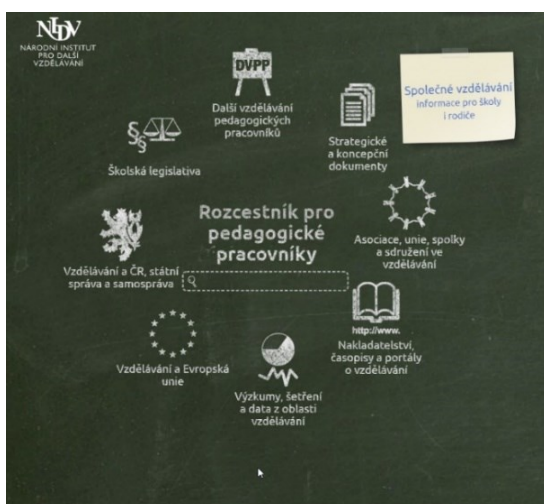 NIDV
NÁRODNÍ INSTITUT
PRO DALŠÍ
VZDĚLÁVÁNÍ
DVPP
Další vzdělávání
pedagogických
pracovníků
Společné vzdělávání
informace pro školy
i rodiče
Strategické
a koncepční
dokumenty
§§
Školská legislativa
Rozcestník pro
pedagogické
pracovníky
Asociace, unie, spolky
a sdružení ve
vzdělávání
Vzdělávání a ČR, státní
správa a samospráva
http://www.
Nakladatelství,
časopisy a portály
o vzdělávání
Vzdělávání a Evropská
unie
Výzkumy, šetření
a data z oblasti
vzdělávání